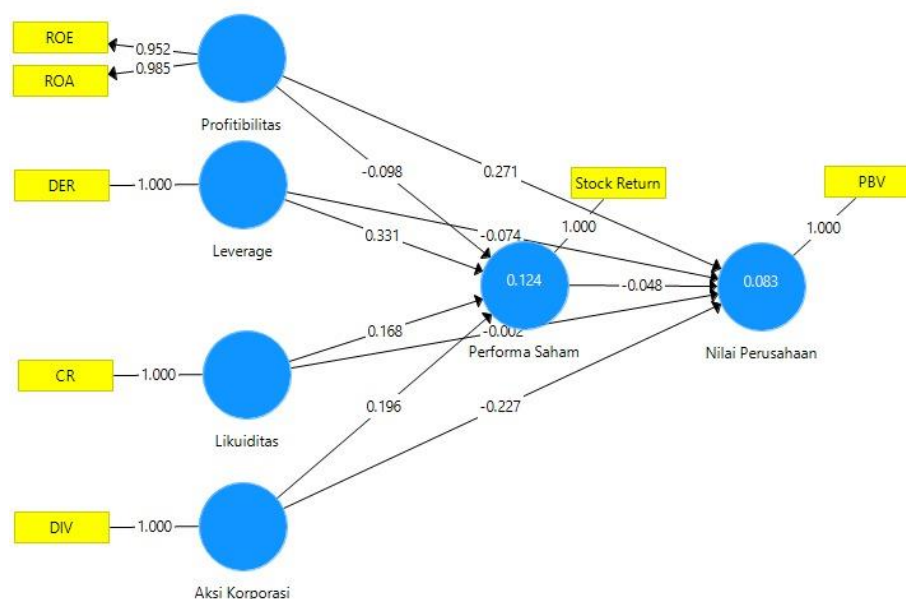 ROE
0.952
ROA
0.985
Profitibilitas
-0.098
0.271
Stock Return
PBV
DER
1.000
1.000
1.000
Leverage
0.331
-0.074
0.124
-0.048
0.083
0.168
-0.002
Performa Saham
Nilai Perusahaan
CR
1.000
Likuiditas
0.196
-0.227
DIV
1.000
Aksi Korporasi